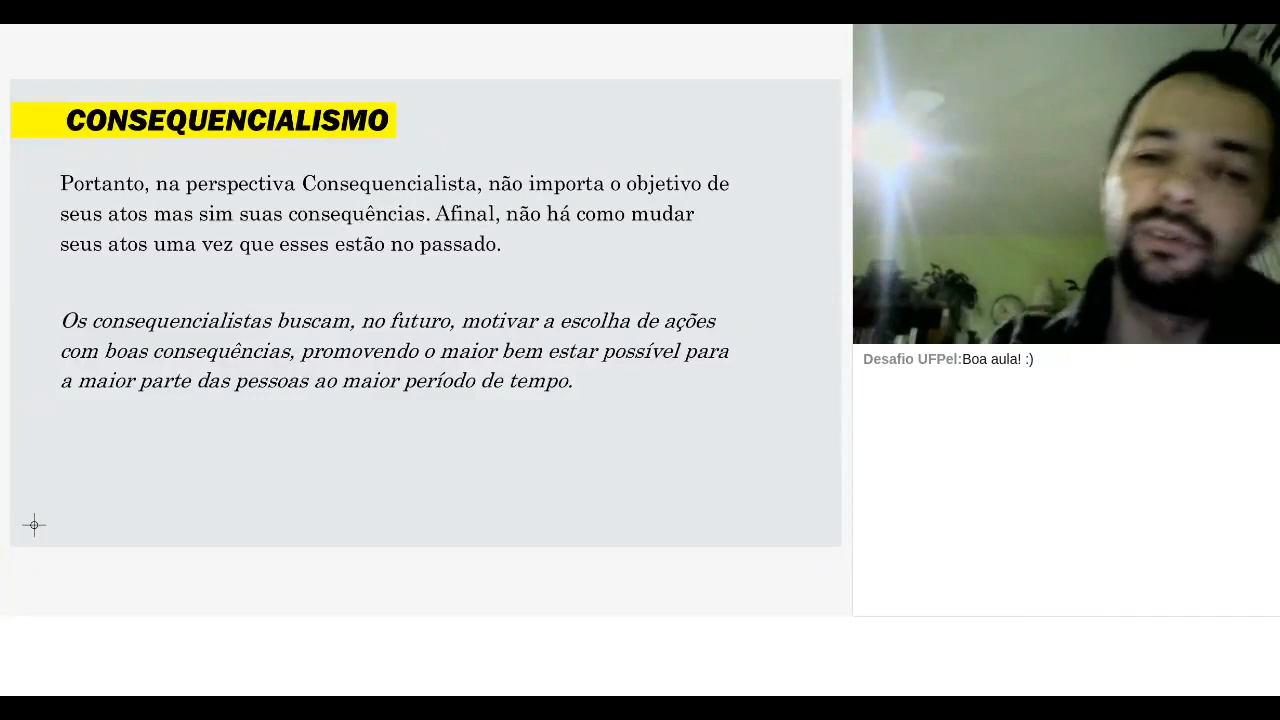 CONSEQUENCIALISMO
Portanto, na perspectiva Consequencialista, não importa o objetivo de
seus atos mas sim suas consequências. Afinal, não há como mudar
seus atos uma vez que esses estão no passado.
Os consequencialistas buscam, no futuro, motivar a escolha de ações
com boas consequências, promovendo o maior bem estar possível para
a maior parte das pessoas ao maior período de tempo.
Desafio UFPel:Boa aula! :)